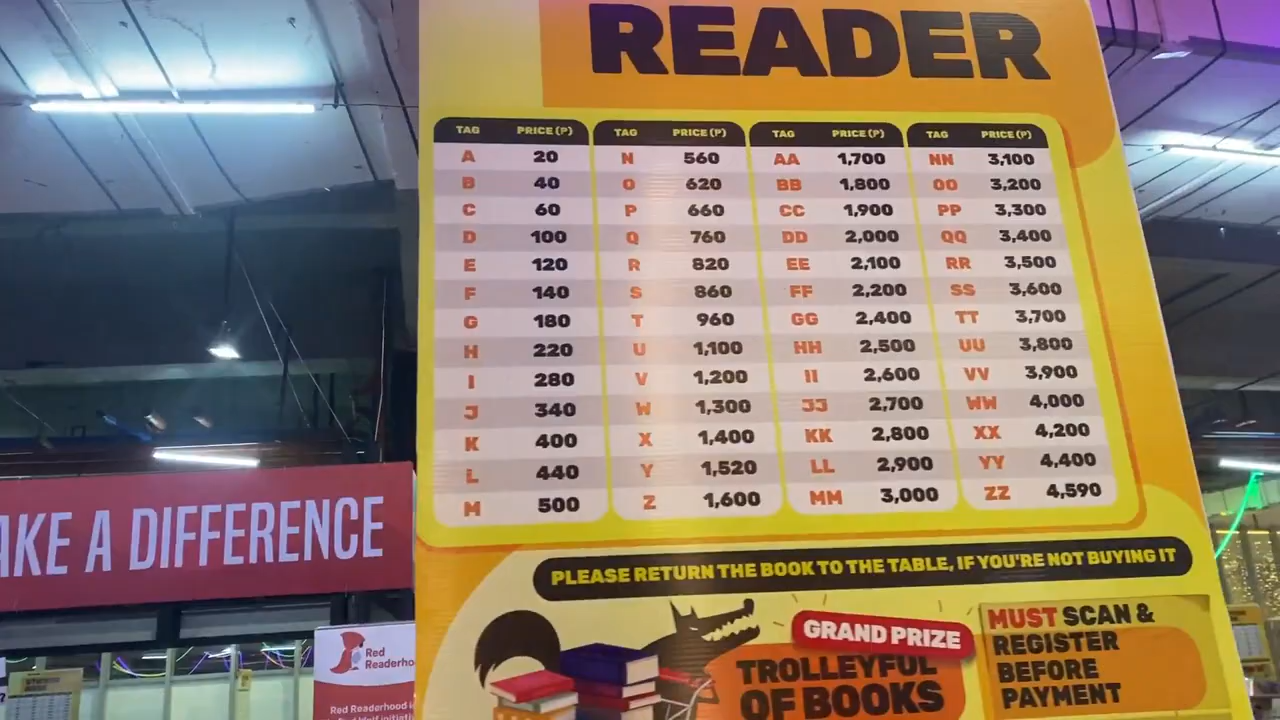 READER
TAG PRICE (₱) TAG PRICE (₱) TAG PRICE (₱) TAG PRICE (₱)
A 20 N 560 AA 1,700 NN 3,100
B 40 O 620 BB 1,800 OO 3,200
C 60 P 660 CC 1,900 PP 3,300
D 100 Q 760 DD 2,000 QQ 3,400
E 120 R 820 EE 2,100 RR 3,500
F 140 S 860 FF 2,200 SS 3,600
G 180 T 960 GG 2,400 TT 3,700
H 220 U 1,100 HH 2,500 UU 3,800
I 280 V 1,200 II 2,600 VV 3,900
J 340 W 1,300 JJ 2,700 WW 4,000
K 400 X 1,400 KK 2,800 XX 4,200
L 440 Y 1,520 LL 2,900 YY 4,400
M 500 Z 1,600 MM 3,000 ZZ 4,590
PLEASE RETURN THE BOOK TO THE TABLE, IF YOU'RE NOT BUYING IT
GRAND PRIZE
TROLLEYFUL
OF BOOKS
MUST SCAN &
REGISTER
BEFORE
PAYMENT
AKE A DIFFERENCE
Red
Readerho
Red Readerhood i